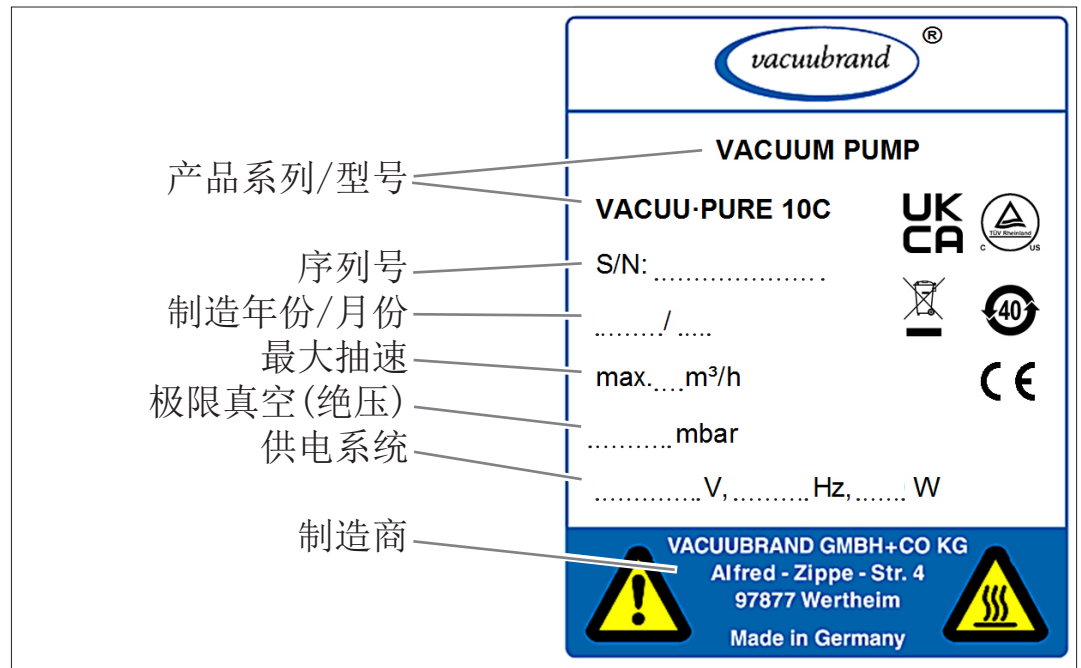 vacuubrand ®
VACUUM PUMP
产品系列/型号
VACUU·PURE 10C
UK
CA
TÜV Rheinland
C US
序列号
S/N: ....................
制造年份/月份
......../ .....
40
最大抽速
max.....m³/h
CE
极限真空(绝压)
..........mbar
供电系统
.............V, .........Hz, ...... W
制造商
VACUUBRAND GMBH+CO KG
Alfred - Zippe - Str. 4
97877 Wertheim
Made in Germany